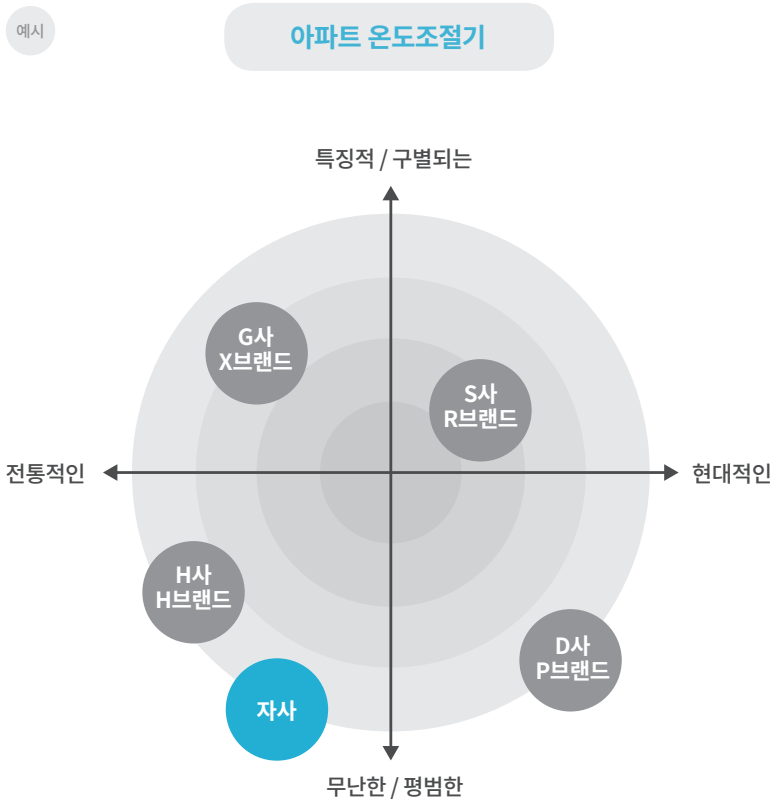 예시
아파트 온도조절기
특징적 / 구별되는
G사
X브랜드
S사
R브랜드
전통적인
현대적인
H사
H브랜드
D사
P브랜드
자사
무난한 / 평범한